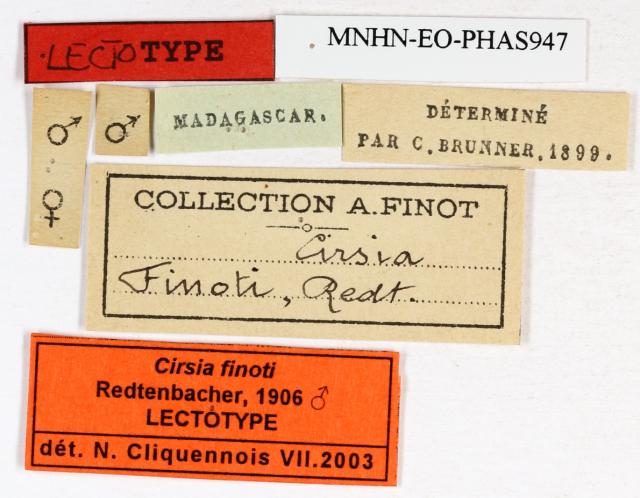 LECTOTYPE
MNHN-EO-PHAS947
♂
♀
♂
MADAGASCAR.
DÉTERMINÉ
PAR C. BRUNNER. 1899.
COLLECTION A. FINOT
Cirsia
Finoti, Redt.
Cirsia finoti
Redtenbacher, 1906 ♂
LECTOTYPE
dét. N. Cliquennois VII.2003